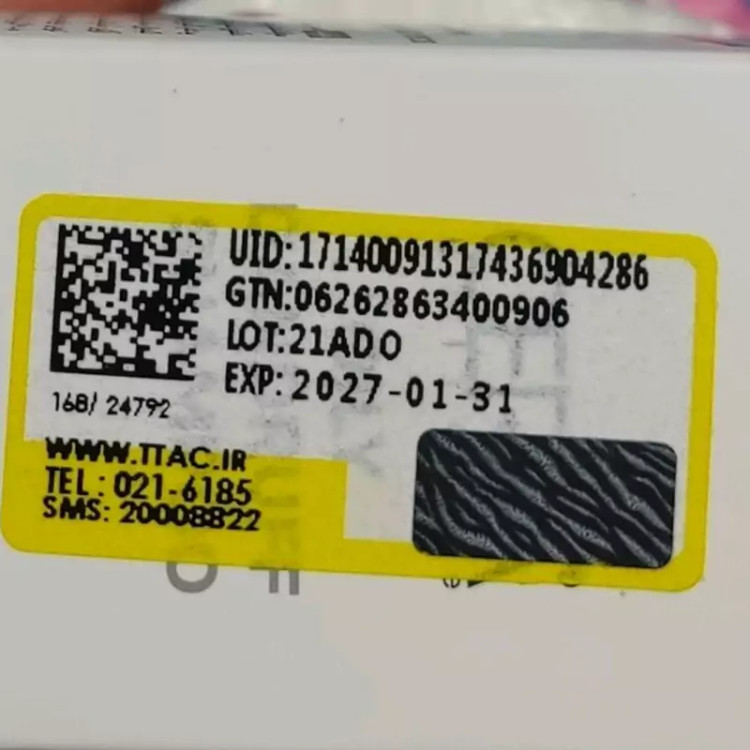 UID:17140091317436904286
GTN:06262863400906
LOT:21ADO
EXP: 2027-01-31
168/ 24792
WWW.TTAC.IR
TEL : 021-6185
SMS: 20008822